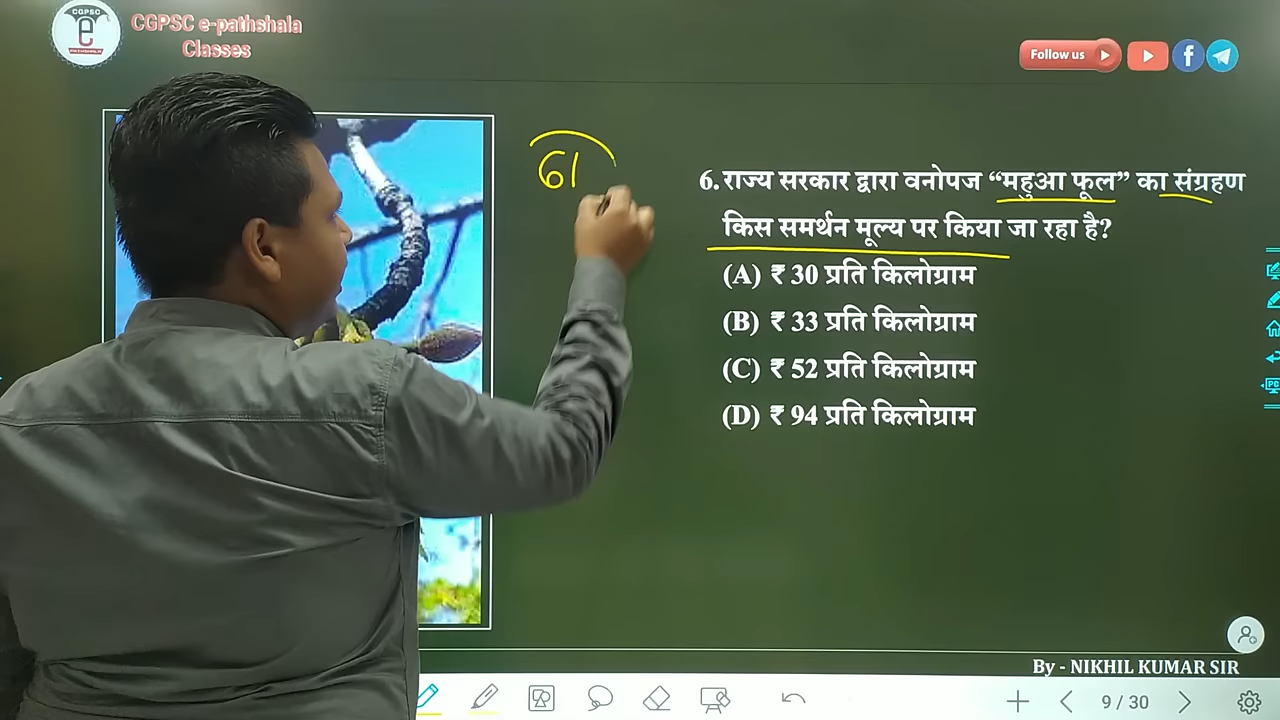 CGPSC
e
CGPSC e-pathshala
Classes
Follow us
61
6. राज्य सरकार द्वारा वनोपज “महुआ फूल” का संग्रहण
किस समर्थन मूल्य पर किया जा रहा है?
(A) ₹ 30 प्रति किलोग्राम
(B) ₹ 33 प्रति किलोग्राम
(C) ₹ 52 प्रति किलोग्राम
(D) ₹ 94 प्रति किलोग्राम
By - NIKHIL KUMAR SIR
9 / 30